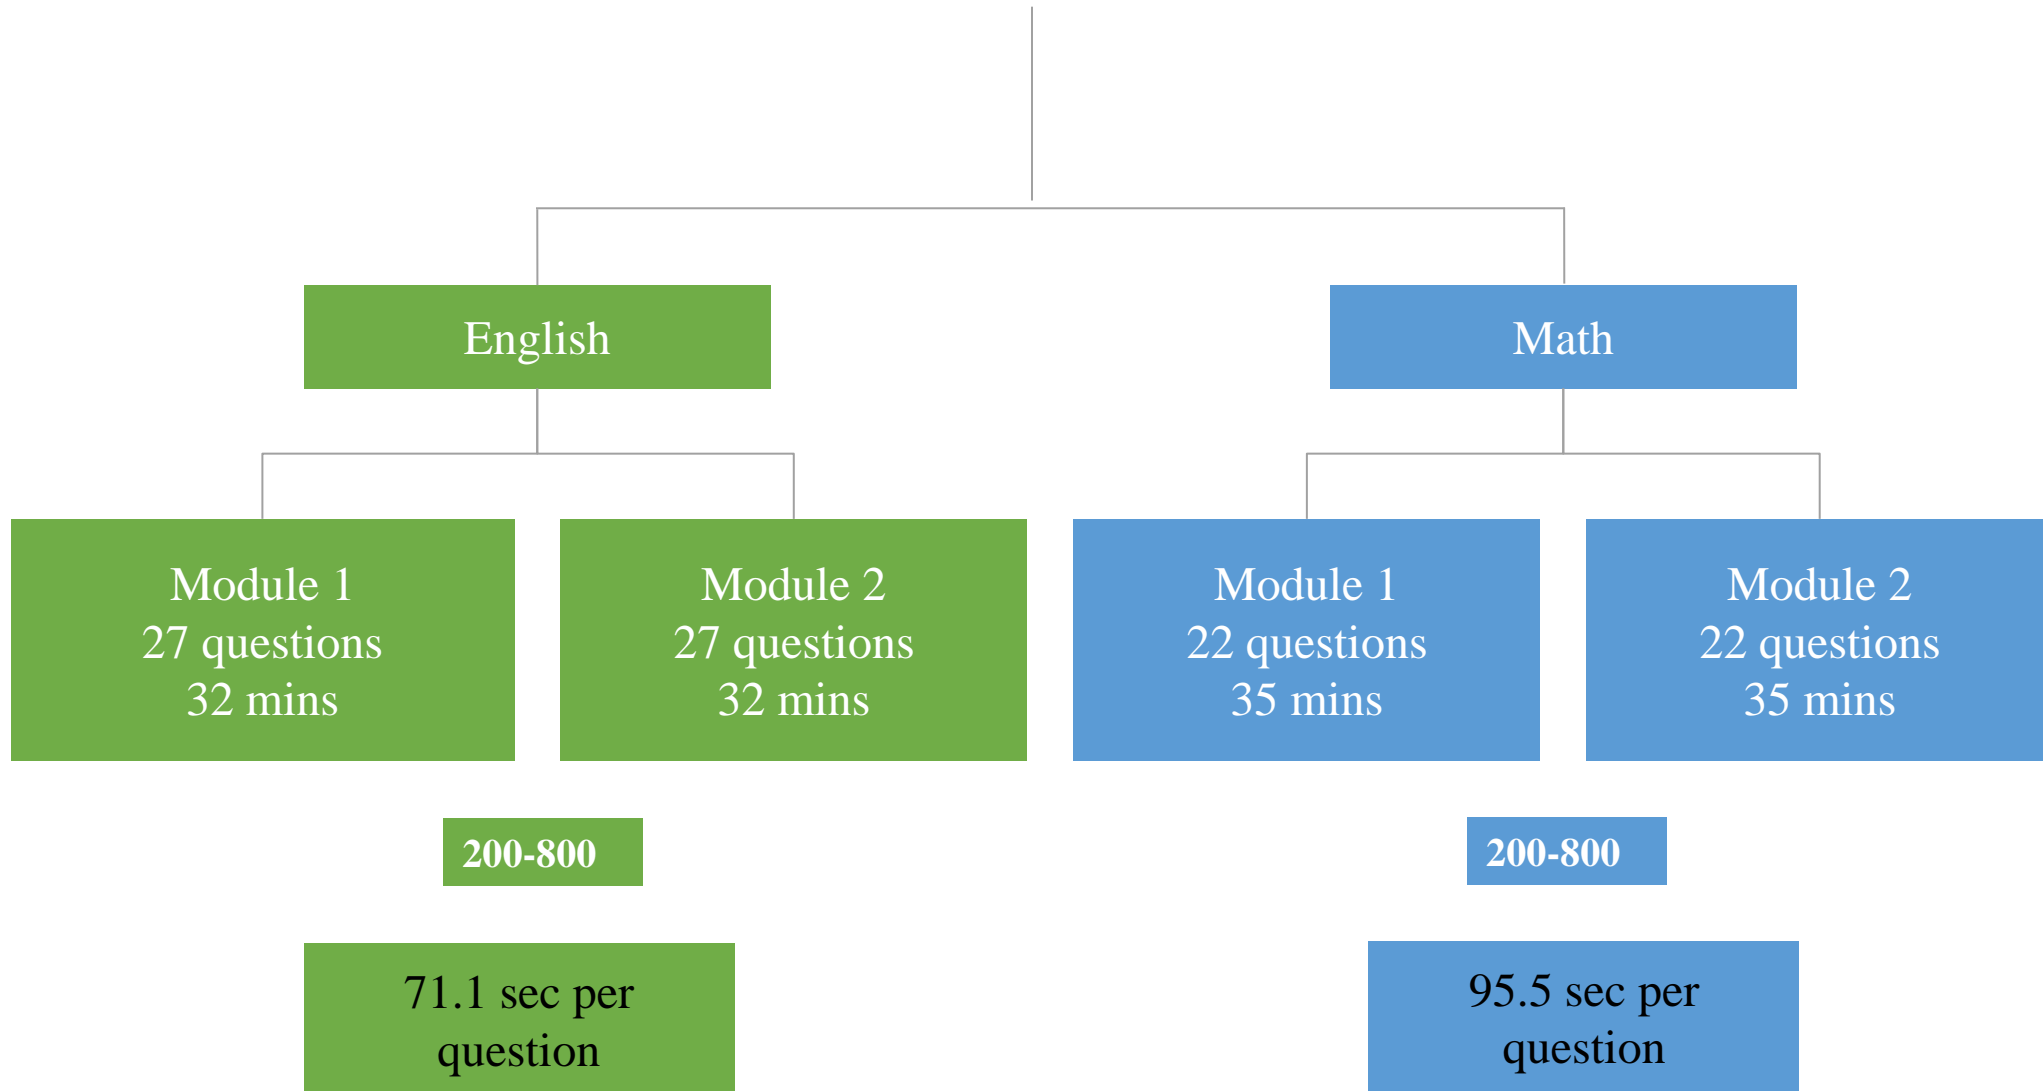 English
Math
Module 1
27 questions
32 mins
Module 2
27 questions
32 mins
Module 1
22 questions
35 mins
Module 2
22 questions
35 mins
200-800
200-800
71.1 sec per
question
95.5 sec per
question